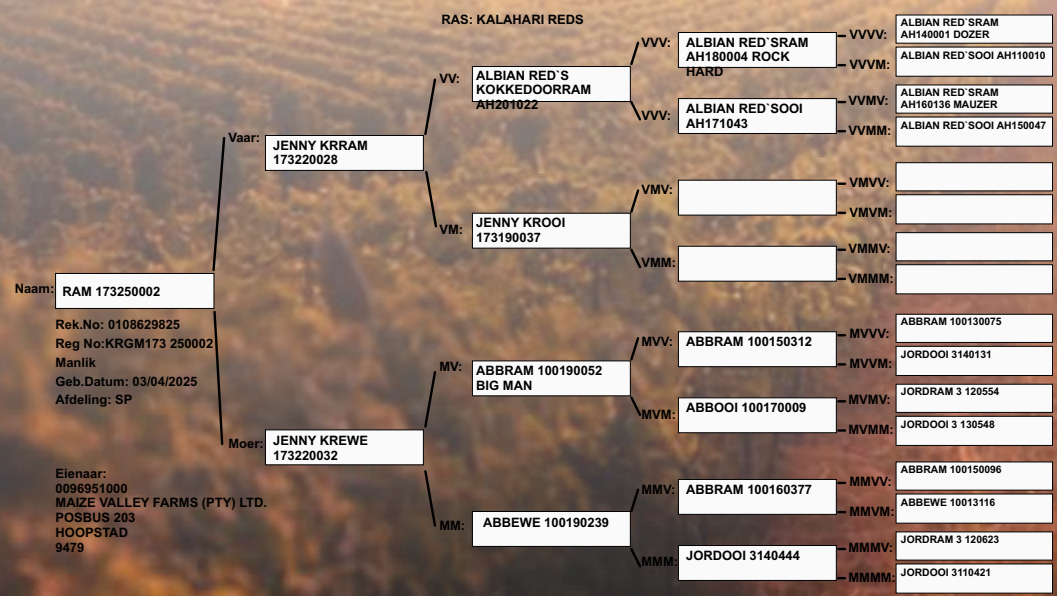 RAS: KALAHARI REDS
Naam:
RAM 173250002
Rek.No: 0108629825
Reg No:KRGM173 250002
Manlik
Geb.Datum: 03/04/2025
Afdeling: SP
Eienaar:
0096951000
MAIZE VALLEY FARMS (PTY) LTD.
POSBUS 203
HOOPSTAD
9479
Vaar:
JENNY KRRAM
173220028
Moer:
JENNY KREWE
173220032
VV:
ALBIAN RED`S
KOKKEDOORRAM
AH201022
VM:
JENNY KROOI
173190037
MV:
ABBRAM 100190052
BIG MAN
MM:
ABBEWE 100190239
VVV:
ALBIAN RED`SRAM
AH180004 ROCK
HARD
VVV:
ALBIAN RED`SOOI
AH171043
VMV:
VMM:
MVV:
ABBRAM 100150312
MVM:
ABBOOI 100170009
MMV:
ABBRAM 100160377
MMM:
JORDOOI 3140444
VVVV:
ALBIAN RED`SRAM
AH140001 DOZER
VVVM:
ALBIAN RED`SOOI AH110010
VVMV:
ALBIAN RED`SRAM
AH160136 MAUZER
VVMM:
ALBIAN RED`SOOI AH150047
VMVV:
VMVM:
VMMV:
VMMM:
MVVV:
ABBRAM 100130075
MVVM:
JORDOOI 3140131
MVMV:
JORDRAM 3 120554
MVMM:
JORDOOI 3 130548
MMVV:
ABBRAM 100150096
MMVM:
ABBEWE 10013116
MMMV:
JORDRAM 3 120623
MMMM:
JORDOOI 3110421